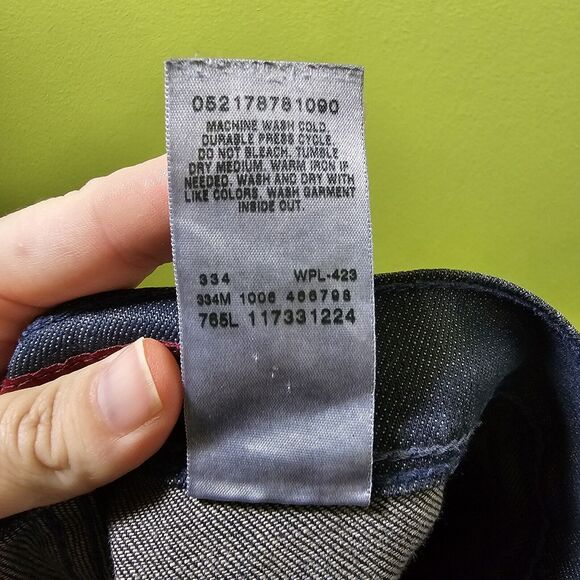 052178781090
MACHINE WASH COLD,
DURABLE PRESS CYCLE.
DO NOT BLEACH, TUMBLE
DRY MEDIUM. WARM IRON IF
NEEDED. WASH AND DRY WITH
LIKE COLORS. WASH GARMENT
INSIDE OUT.
334 WPL-423
334M 1006 466798
765L 117331224